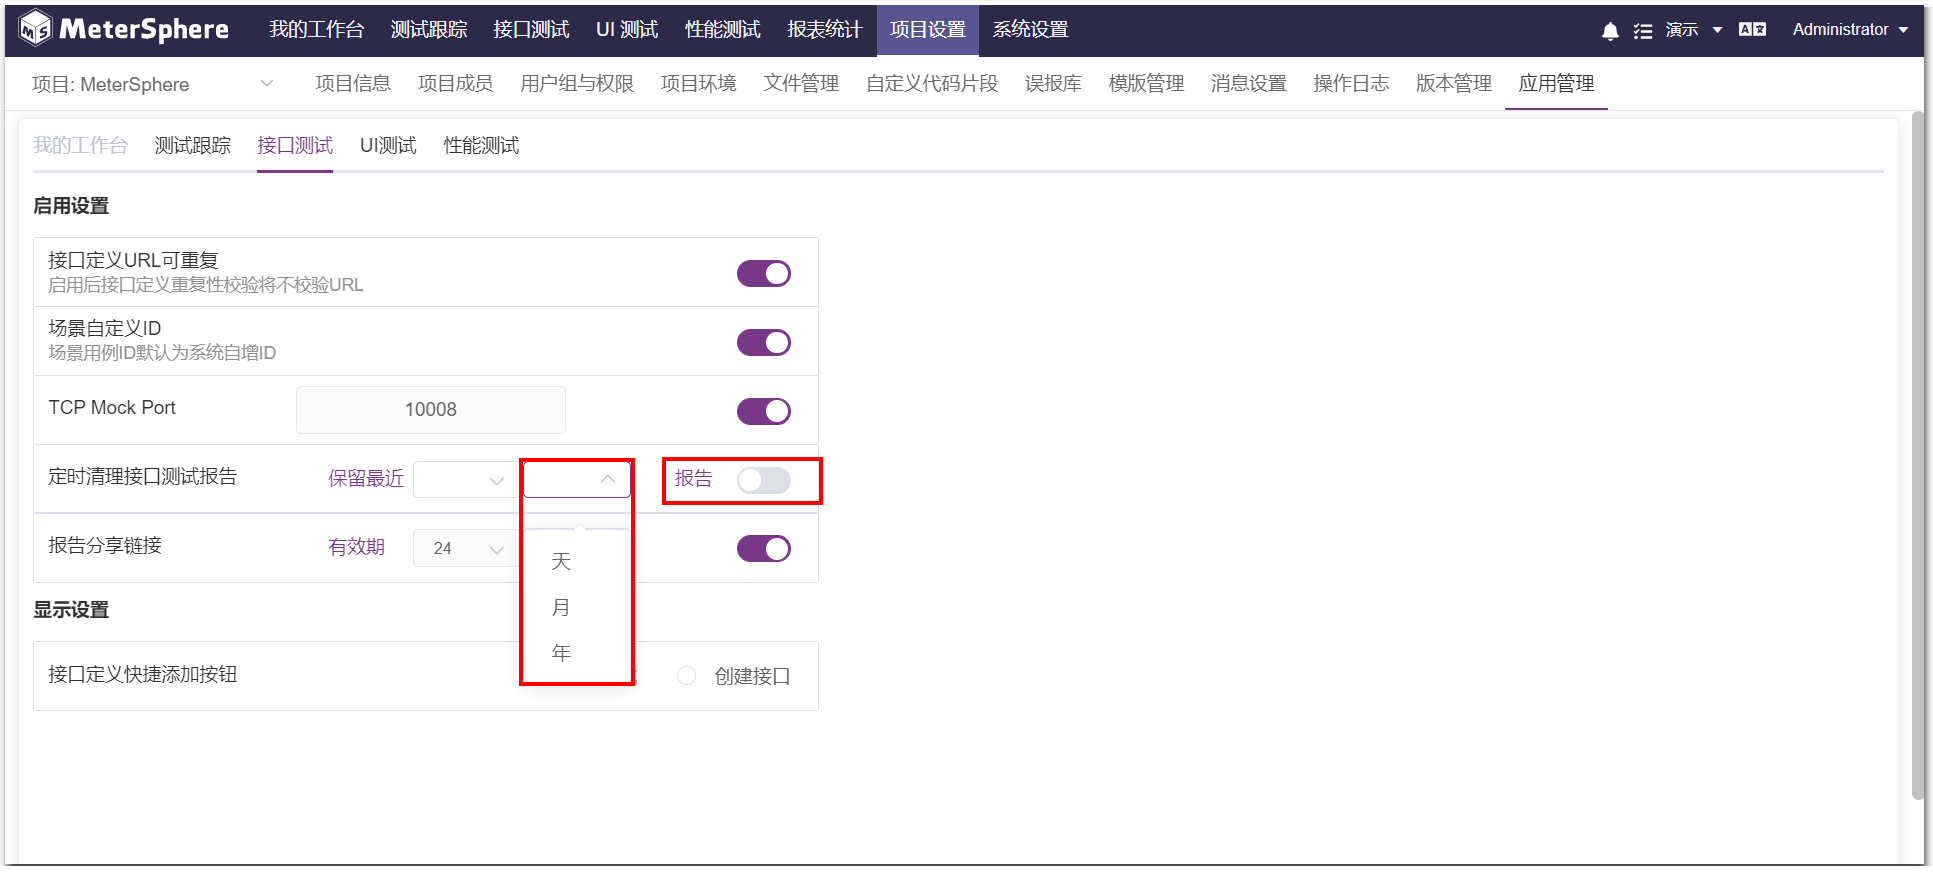 MeterSphere 我的工作台 测试跟踪 接口测试 UI 测试 性能测试 报表统计 项目设置 系统设置 演示 Administrator
项目: MeterSphere 项目信息 项目成员 用户组与权限 项目环境 文件管理 自定义代码片段 误报库 模版管理 消息设置 操作日志 版本管理 应用管理
我的工作台 测试跟踪 接口测试 UI测试 性能测试
启用设置
接口定义URL可重复
启用后接口定义重复性校验将不校验URL
场景自定义ID
场景用例ID默认为系统自增ID
TCP Mock Port 10008
定时清理接口测试报告 保留最近 报告
报告分享链接 有效期 24
天
月
年
显示设置
接口定义快捷添加按钮 创建接口